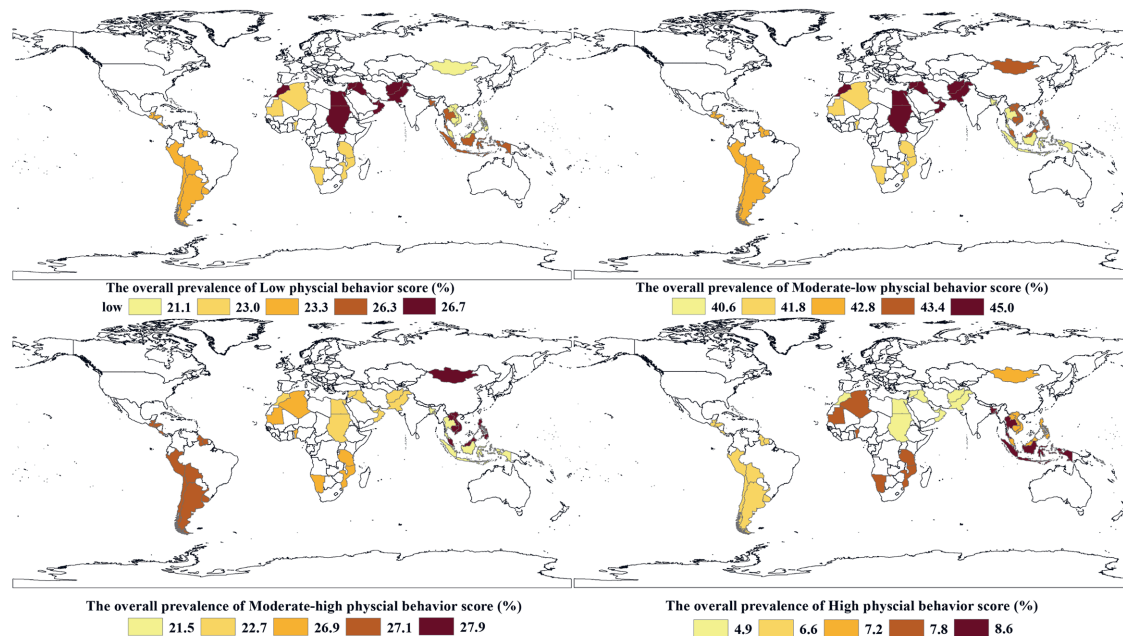 The overall prevalence of Low physcial behavior score (%)
low 21.1 23.0 23.3 26.3 26.7
The overall prevalence of Moderate-low physcial behavior score (%)
40.6 41.8 42.8 43.4 45.0
The overall prevalence of Moderate-high physcial behavior score (%)
21.5 22.7 26.9 27.1 27.9
The overall prevalence of High physcial behavior score (%)
4.9 6.6 7.2 7.8 8.6